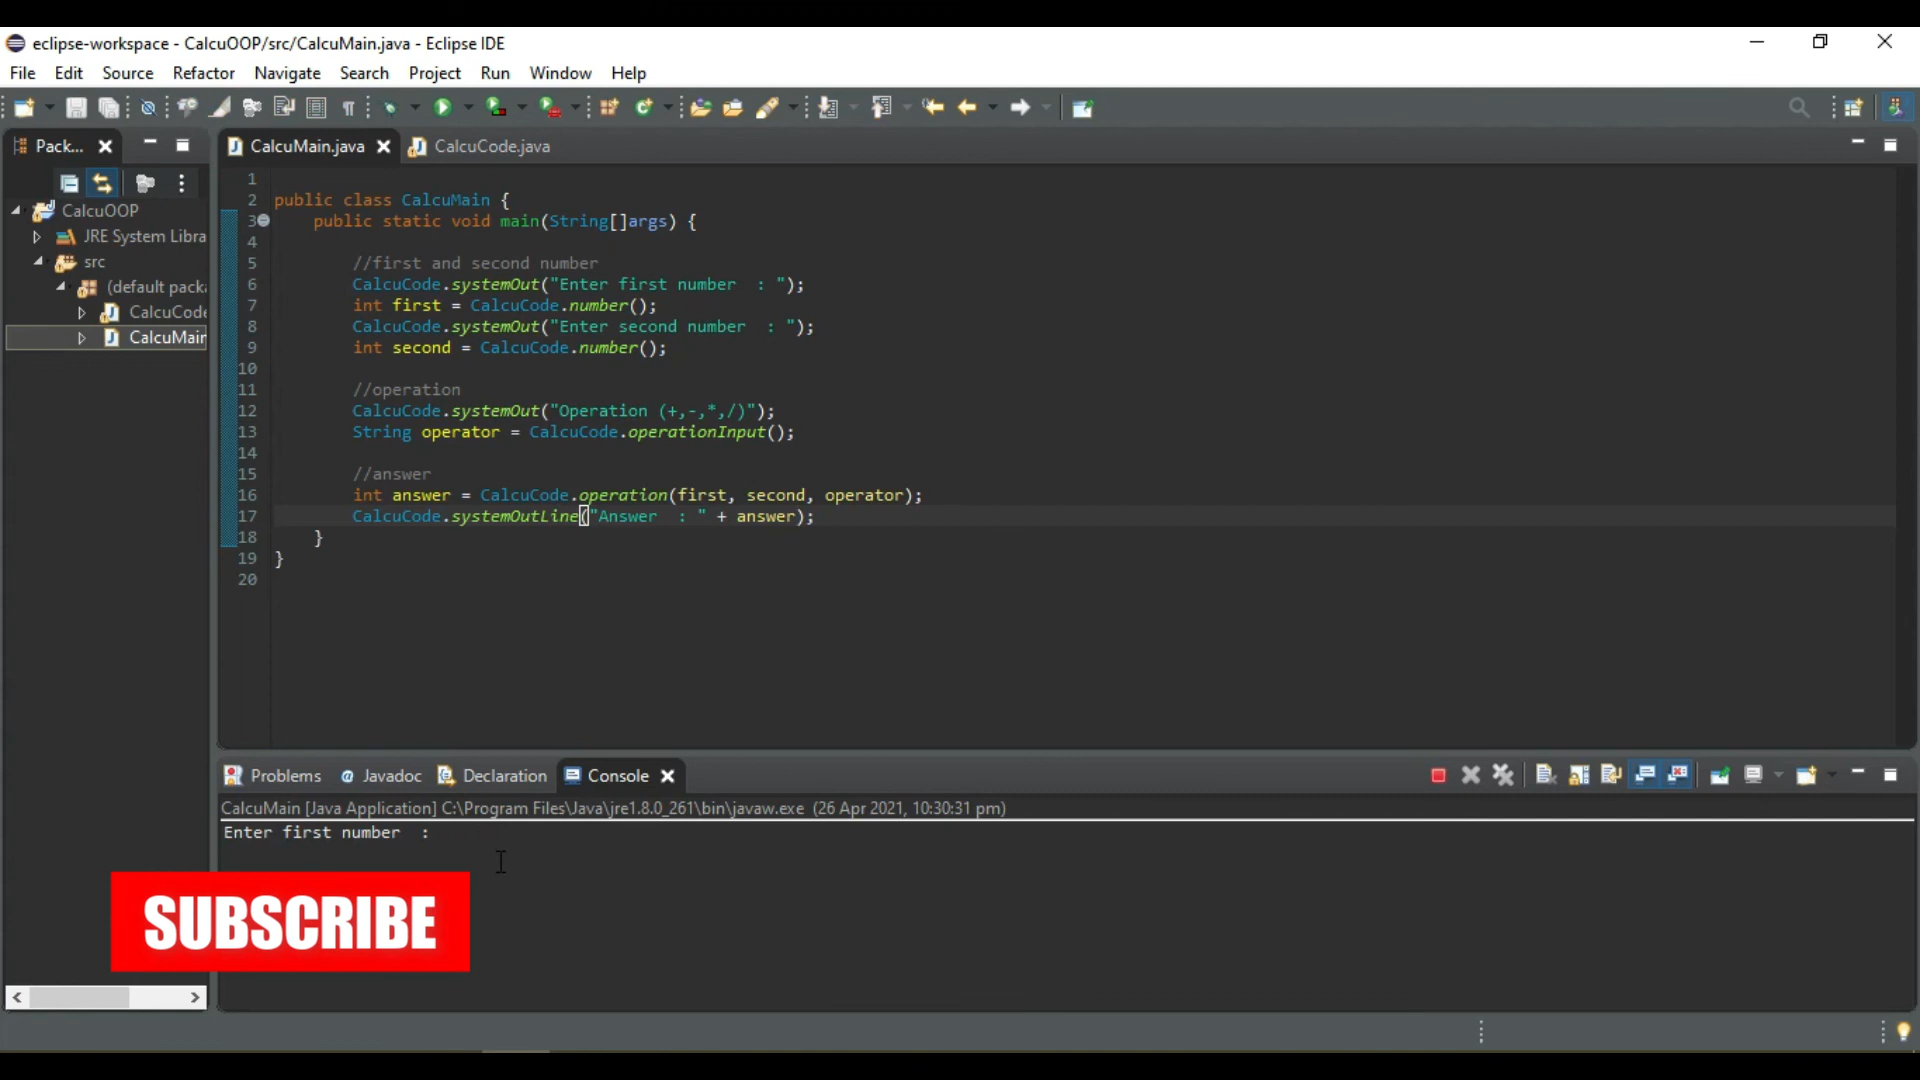 eclipse-workspace - CalcuOOP/src/CalcuMain.java - Eclipse IDE
File Edit Source Refactor Navigate Search Project Run Window Help
Pack...
CalcuMain.java
CalcuCode.java
CalcuOOP
JRE System Libra
src
(default packa
CalcuCode
CalcuMain
1
2 public class CalcuMain {
3 public static void main(String[]args) {
4
5 //first and second number
6 CalcuCode.systemOut("Enter first number  : ");
7 int first = CalcuCode.number();
8 CalcuCode.systemOut("Enter second number  : ");
9 int second = CalcuCode.number();
10
11 //operation
12 CalcuCode.systemOut("Operation (+,-,*,/)");
13 String operator = CalcuCode.operationInput();
14
15 //answer
16 int answer = CalcuCode.operation(first, second, operator);
17 CalcuCode.systemOutLine("Answer  : " + answer);
18 }
19 }
20
Problems @ Javadoc Declaration Console
CalcuMain [Java Application] C:\Program Files\Java\jre1.8.0_261\bin\javaw.exe (26 Apr 2021, 10:30:31 pm)
Enter first number  :
SUBSCRIBE